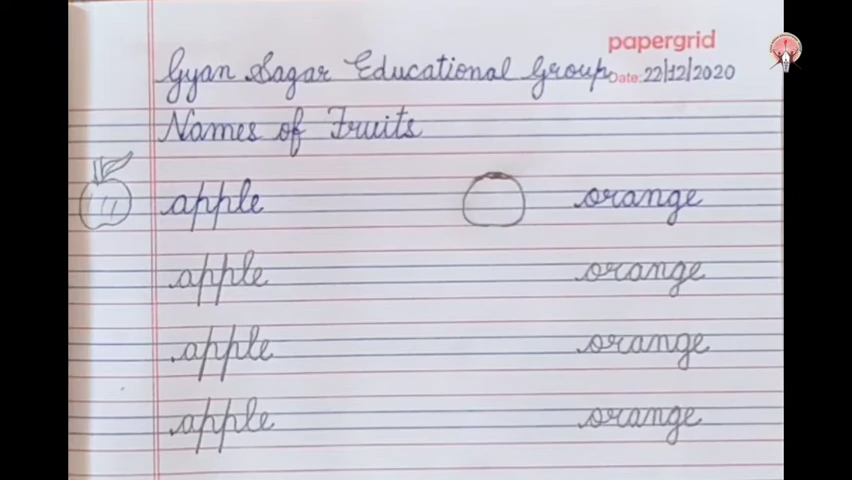 papergrid
Gyan Sagar Educational Group Date: 22/12/2020
Names of Fruits
apple orange
apple orange
apple orange
apple orange